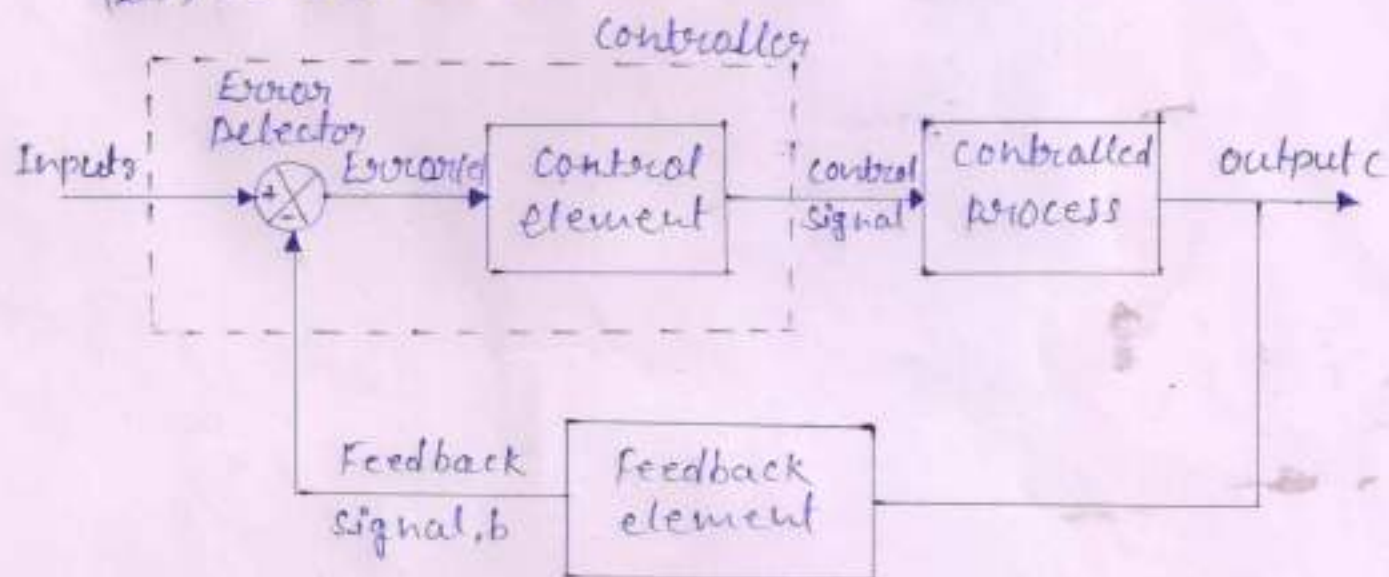 Controller
Error
Detector
Inputs
Error/e
Control
element
Control
signal
Controlled
process
output c
Feedback
signal, b
Feedback
element